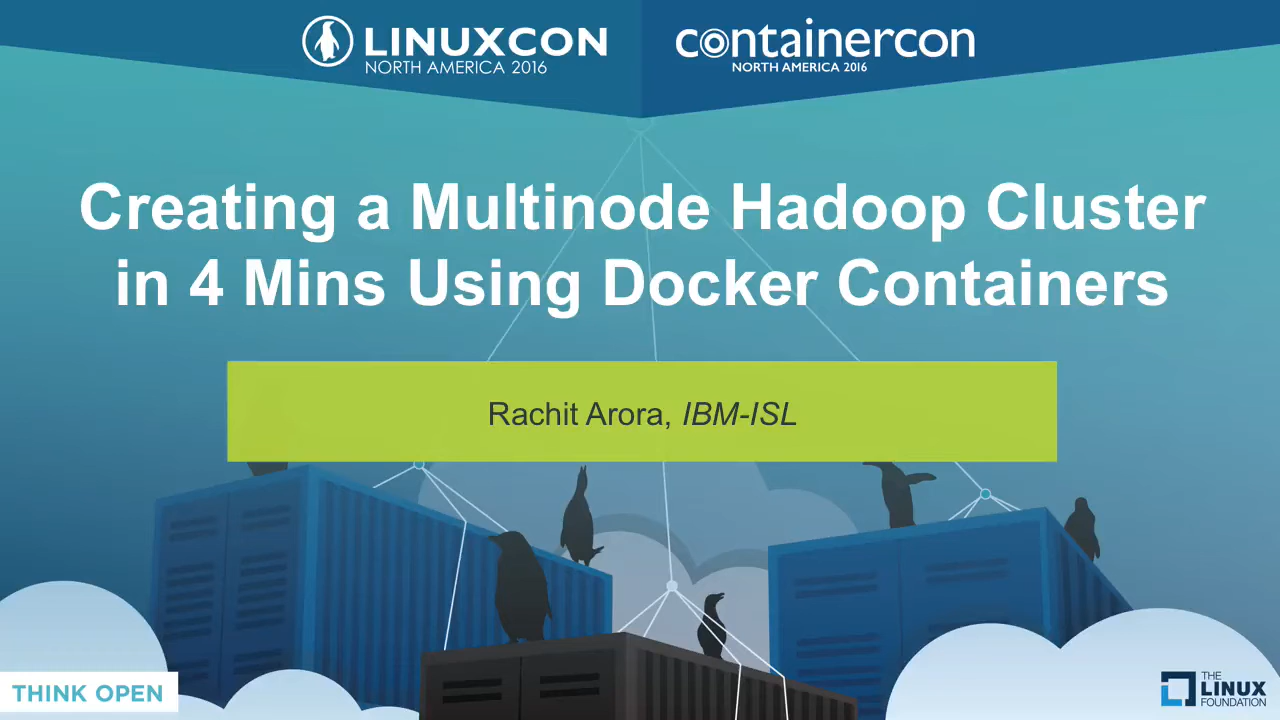 LINUXCON
NORTH AMERICA 2016
containercon
NORTH AMERICA 2016
Creating a Multinode Hadoop Cluster
in 4 Mins Using Docker Containers
Rachit Arora, IBM-ISL
THINK OPEN
THE
LINUX
FOUNDATION